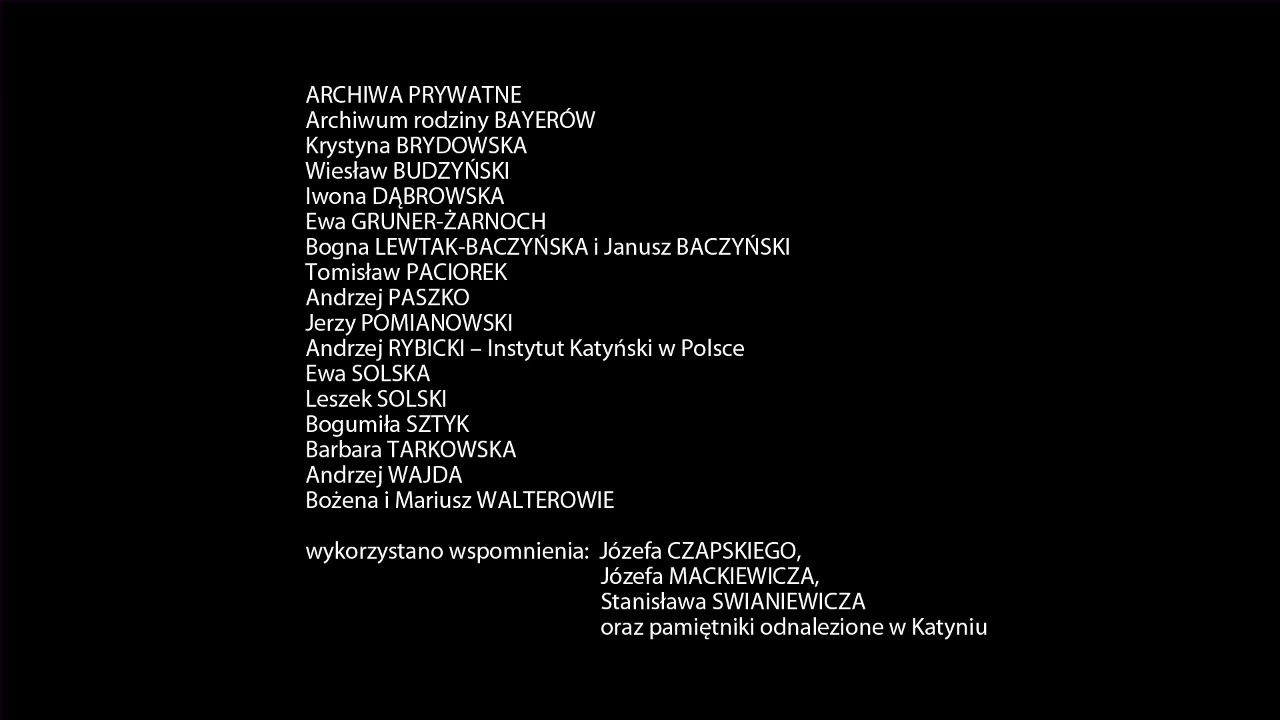 ARCHIWA PRYWATNE
Archiwum rodziny BAYERÓW
Krystyna BRYDOWSKA
Wiesław BUDZYŃSKI
Iwona DĄBROWSKA
Ewa GRUNER-ŻARNOCH
Bogna LEWTAK-BACZYŃSKA i Janusz BACZYŃSKI
Tomisław PACIOREK
Andrzej PASZKO
Jerzy POMIANOWSKI
Andrzej RYBICKI – Instytut Katyński w Polsce
Ewa SOLSKA
Leszek SOLSKI
Bogumiła SZTYK
Barbara TARKOWSKA
Andrzej WAJDA
Bożena i Mariusz WALTEROWIE
wykorzystano wspomnienia: Józefa CZAPSKIEGO,
Józefa MACKIEWICZA,
Stanisława SWIANIEWICZA
oraz pamiętniki odnalezione w Katyniu